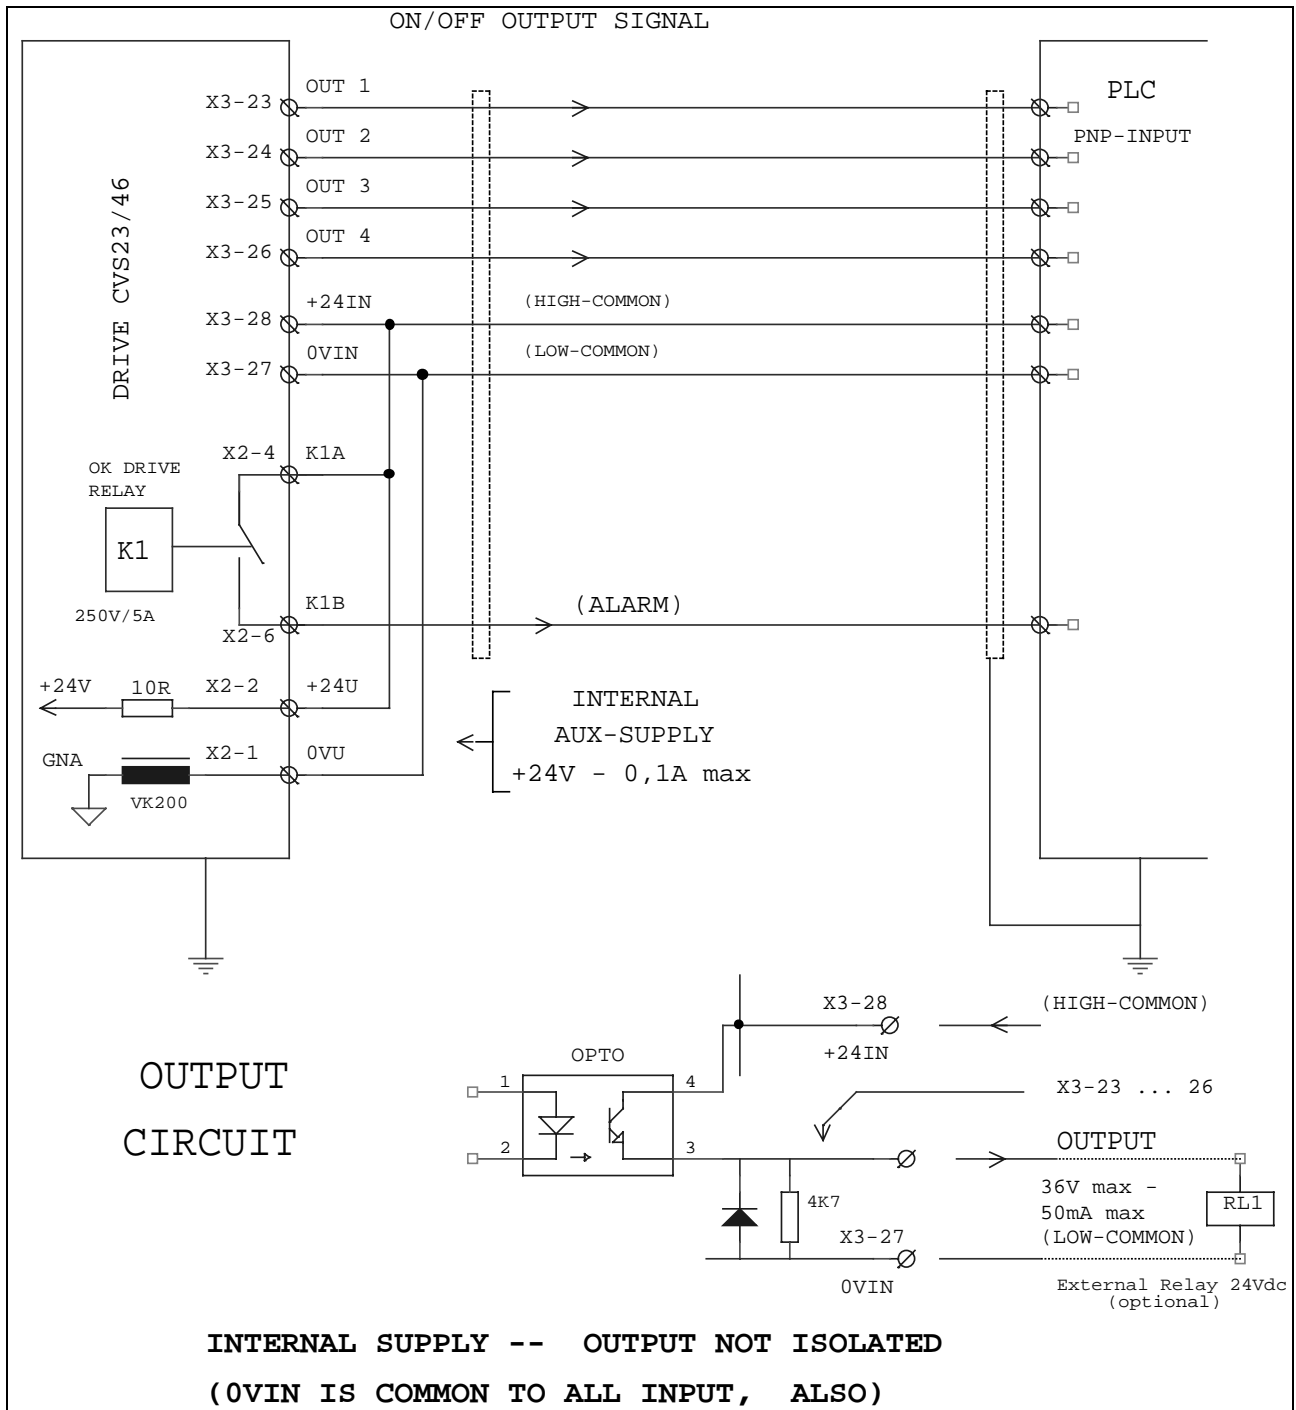 ON/OFF OUTPUT SIGNAL
OUT 1
X3-23
PLC
OUT 2
X3-24
PNP-INPUT
OUT 3
X3-25
OUT 4
X3-26
DRIVE CVS23/46
+24IN
(HIGH-COMMON)
X3-28
0VIN
(LOW-COMMON)
X3-27
X2-4
K1A
OK DRIVE
RELAY
K1
250V/5A
K1B
(ALARM)
X2-6
+24V
10R
X2-2
+24U
INTERNAL
AUX-SUPPLY
+24V - 0,1A max
GNA
X2-1
0VU
VK200
X3-28
(HIGH-COMMON)
+24IN
OUTPUT
CIRCUIT
OPTO
1
4
2
3
X3-23 ... 26
OUTPUT
36V max -
50mA max
(LOW-COMMON)
4K7
RL1
X3-27
0VIN
External Relay 24Vdc
(optional)
INTERNAL SUPPLY -- OUTPUT NOT ISOLATED
(0VIN IS COMMON TO ALL INPUT, ALSO)